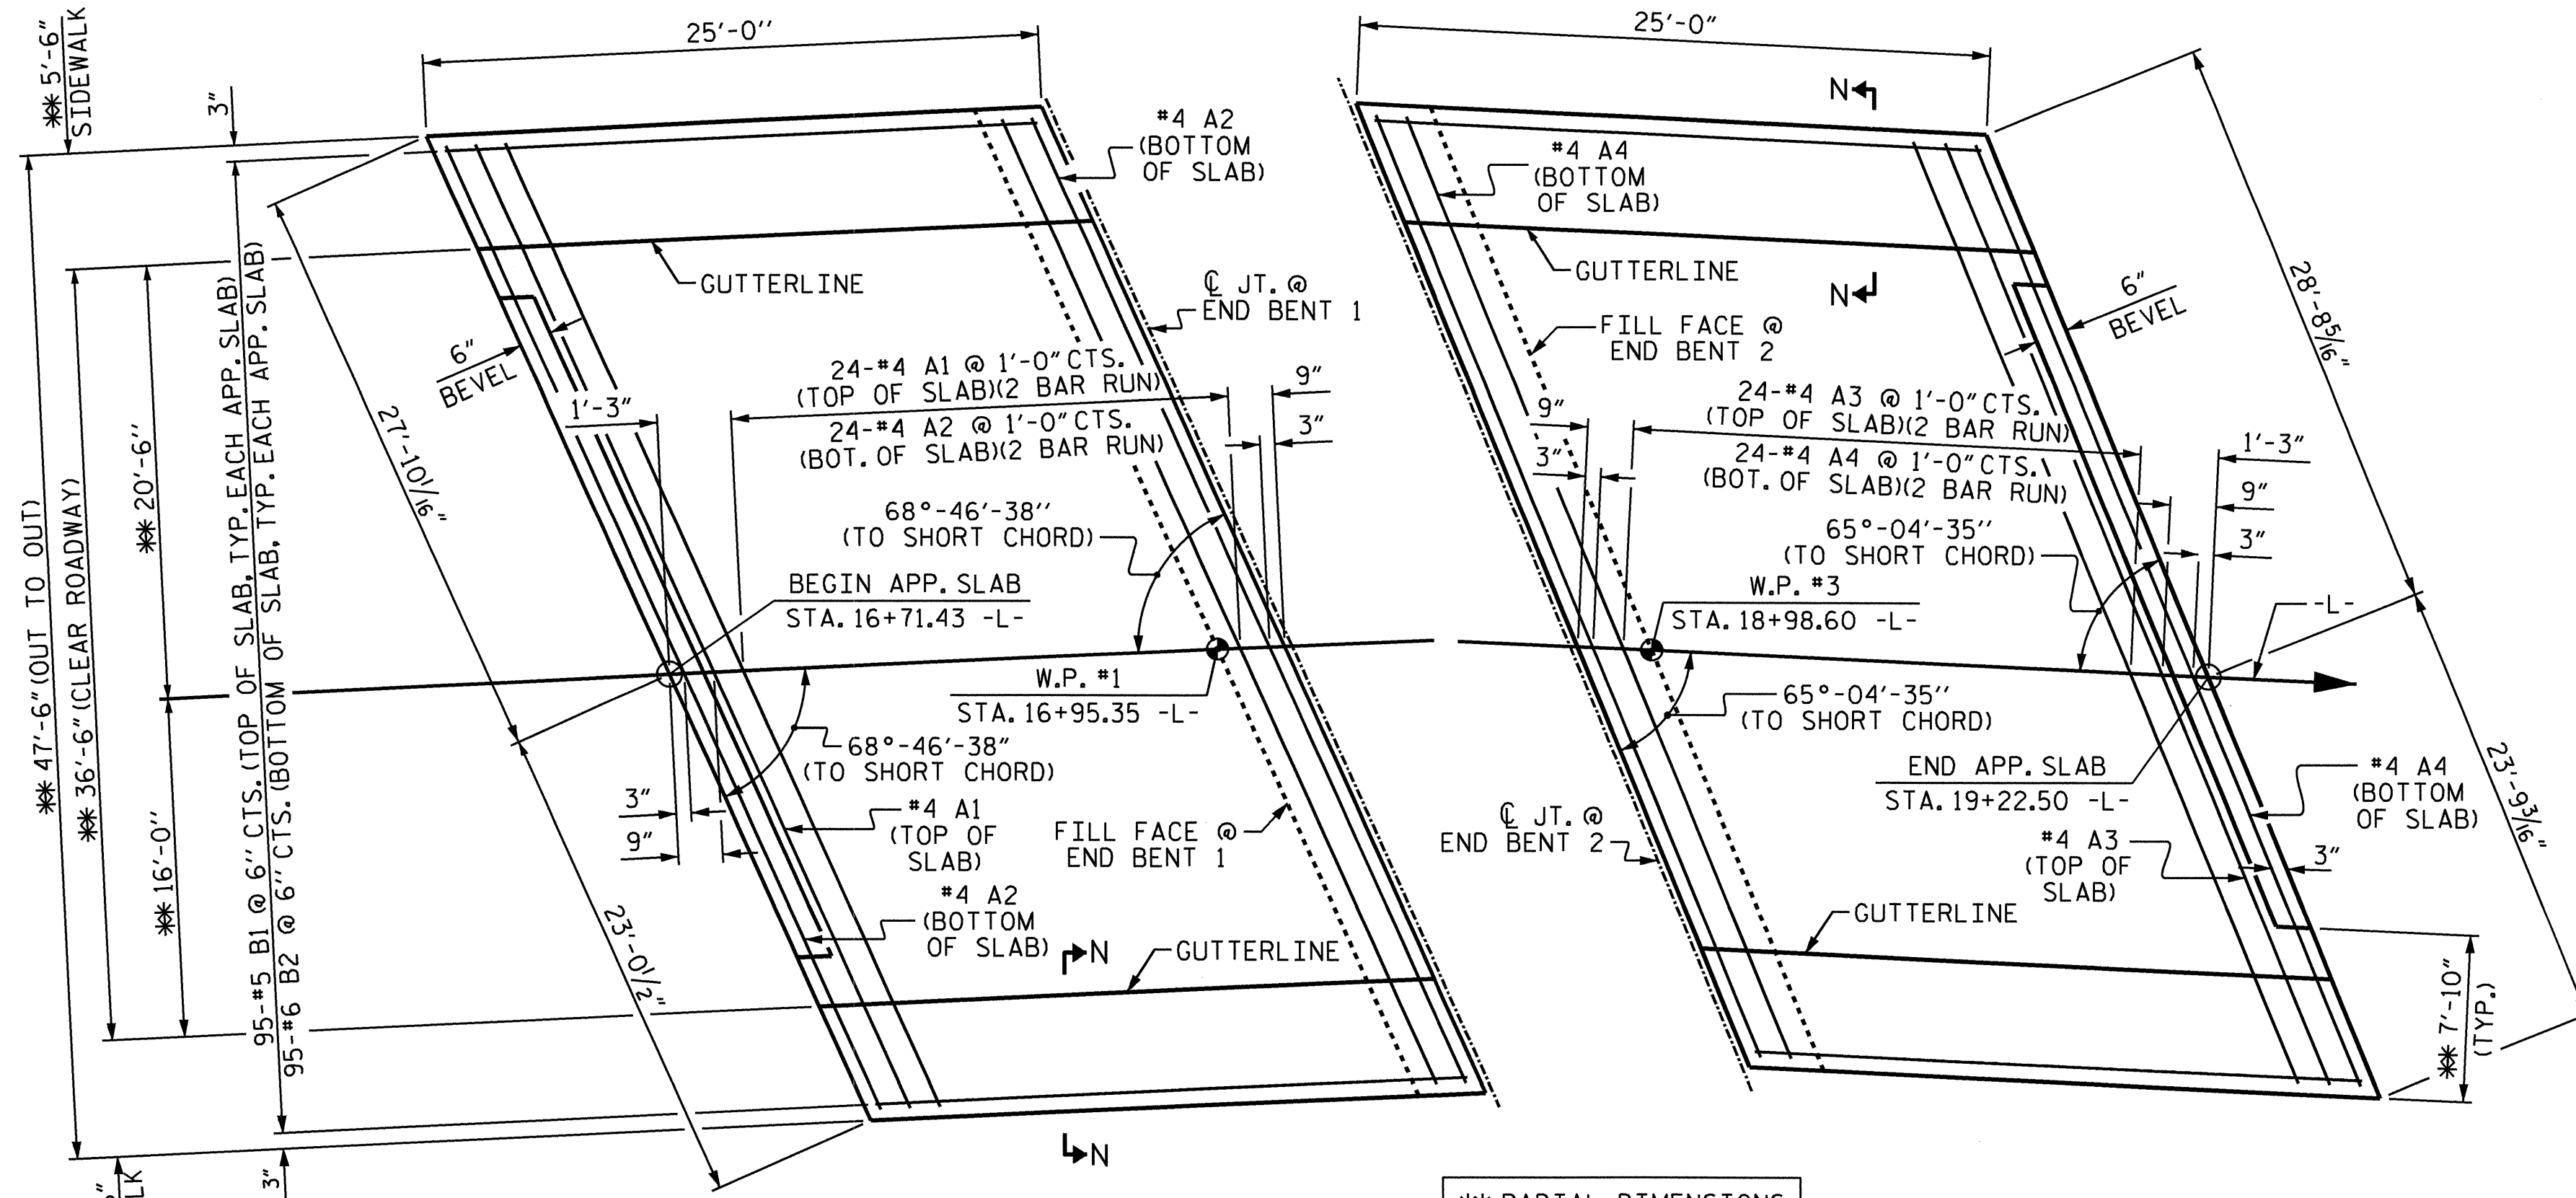 25'-0"
25'-0"
** 5'-6"
SIDEWALK
3"
#4 A2
(BOTTOM
OF SLAB)
#4 A4
(BOTTOM
OF SLAB)
N
N
GUTTERLINE
GUTTERLINE
℄ JT. @
END BENT 1
FILL FACE @
END BENT 2
6"
BEVEL
6"
BEVEL
28'-8 5/16"
27'-10 1/16"
** 47'-6" (OUT TO OUT)
** 36'-6" (CLEAR ROADWAY)
** 20'-6"
** 16'-0"
95-#5 B1 @ 6" CTS. (TOP OF SLAB, TYP. EACH APP. SLAB)
95-#6 B2 @ 6" CTS. (BOTTOM OF SLAB, TYP. EACH APP. SLAB)
24-#4 A1 @ 1'-0" CTS.
(TOP OF SLAB)(2 BAR RUN)
24-#4 A2 @ 1'-0" CTS.
(BOT. OF SLAB)(2 BAR RUN)
1'-3"
9"
3"
24-#4 A3 @ 1'-0" CTS.
(TOP OF SLAB)(2 BAR RUN)
24-#4 A4 @ 1'-0" CTS.
(BOT. OF SLAB)(2 BAR RUN)
9"
3"
1'-3"
9"
3"
68°-46'-38"
(TO SHORT CHORD)
65°-04'-35"
(TO SHORT CHORD)
BEGIN APP. SLAB
STA. 16+71.43 -L-
W.P. #3
STA. 18+98.60 -L-
-L-
W.P. #1
STA. 16+95.35 -L-
68°-46'-38"
(TO SHORT CHORD)
65°-04'-35"
(TO SHORT CHORD)
END APP. SLAB
STA. 19+22.50 -L-
3"
9"
#4 A1
(TOP OF
SLAB)
#4 A2
(BOTTOM
OF SLAB)
FILL FACE @
END BENT 1
℄ JT. @
END BENT 2
#4 A4
(BOTTOM
OF SLAB)
#4 A3
(TOP OF
SLAB)
3"
23'-9 3/16"
23'-0 1/2"
N
GUTTERLINE
GUTTERLINE
** 7'-10"
(TYP.)
N
3"
** RADIAL DIMENSIONS